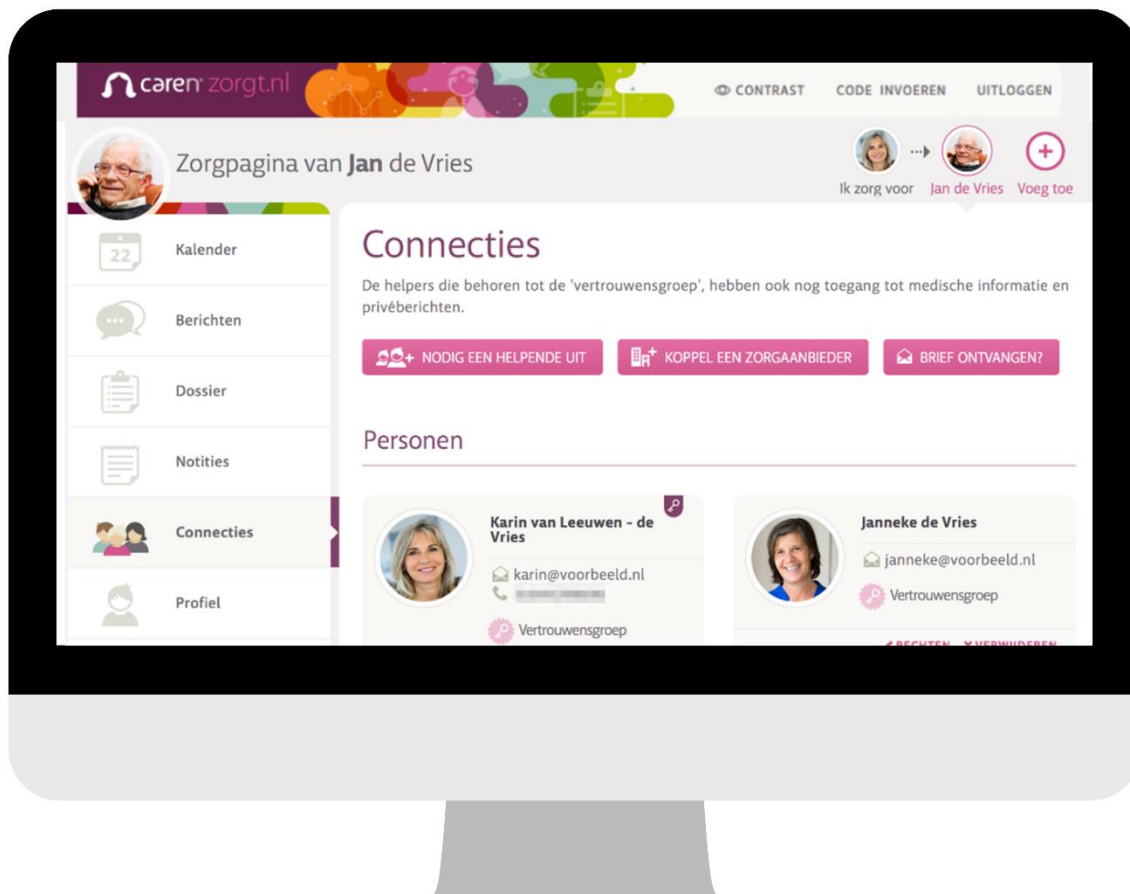 caren zorgt.nl
CONTRAST CODE INVOEREN UITLOGGEN
Zorgpagina van Jan de Vries
Ik zorg voor Jan de Vries Voeg toe
22 Kalender
Berichten
Dossier
Notities
Connecties
Profiel
Connecties
De helpers die behoren tot de 'vertrouwensgroep', hebben ook nog toegang tot medische informatie en
privéberichten.
NODIG EEN HELPENDE UIT KOPPEL EEN ZORGAANBIEDER BRIEF ONTVANGEN?
Personen
Karin van Leeuwen - de
Vries
karin@voorbeeld.nl
Vertrouwensgroep
Janneke de Vries
janneke@voorbeeld.nl
Vertrouwensgroep
RECHTEN VERWIJDEREN